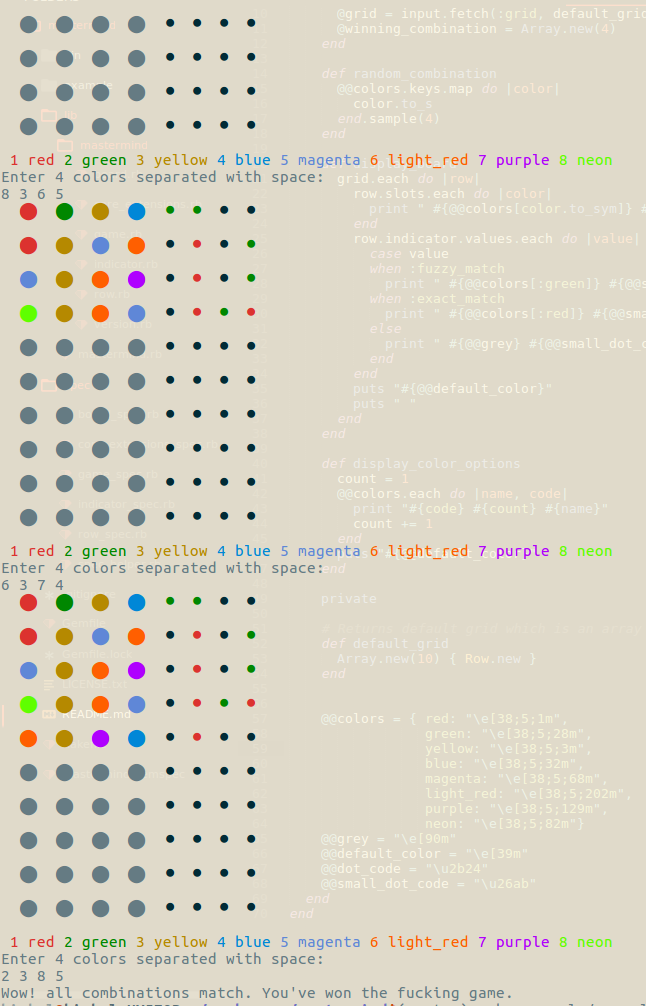 @grid = input.fetch(:grid, default_grid
@winning_combination = Array.new(4)
end
def random_combination
@@colors.keys.map do |color|
color.to_s
end.sample(4)
end
1 red 2 green 3 yellow 4 blue 5 magenta 6 light_red 7 purple 8 neon
Enter 4 colors separated with space:
grid.each do |row|
8 3 6 5
row.slots.each do |color|
print " #{@@colors[color.to_sym]} #
end
row.indicator.values.each do |value|
case value
when :fuzzy_match
print " #{@@colors[:green]} #{@@s
when :exact_match
print " #{@@colors[:red]} #{@@sma
else
print " #{@@grey} #{@@small_dot_c
end
end
puts "#{@@default_color}"
puts " "
end
end
def display_color_options
count = 1
@@colors.each do |name, code|
print "#{code} #{count} #{name}"
count += 1
end
1 red 2 green 3 yellow 4 blue 5 magenta 6 light_red 7 purple 8 neon
Enter 4 colors separated with space:
end
6 3 7 4
private
# Returns default grid which is an array
def default_grid
Array.new(10) { Row.new }
end
README.md
@@colors = { red: "\e[38;5;1m",
green: "\e[38;5;28m",
yellow: "\e[38;5;3m",
blue: "\e[38;5;32m",
magenta: "\e[38;5;68m",
light_red: "\e[38;5;202m",
purple: "\e[38;5;129m",
neon: "\e[38;5;82m"}
@@grey = "\e[90m"
@@default_color = "\e[39m"
@@dot_code = "\u2b24"
@@small_dot_code = "\u26ab"
end
end
1 red 2 green 3 yellow 4 blue 5 magenta 6 light_red 7 purple 8 neon
Enter 4 colors separated with space:
2 3 8 5
Wow! all combinations match. You've won the fucking game.